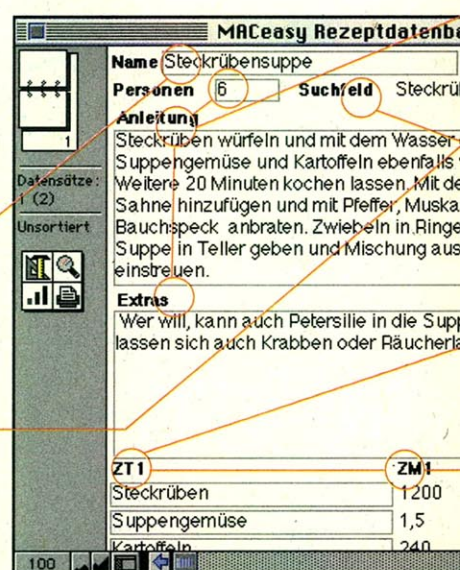 MACeasy Rezeptdatenba
Name Steckrübensuppe
Personen 6 Suchfeld Steckrü
Anleitung
Steckrüben würfeln und mit dem Wasser
Suppengemüse und Kartoffeln ebenfalls
Weitere 20 Minuten kochen lassen. Mit de
Sahne hinzufügen und mit Pfeffer, Muska
Bauchspeck anbraten. Zwiebeln in Ringe
Suppe in Teller geben und Mischung aus
einstreuen.
1
Datensätze:
1 (2)
Unsortiert
Extras
Wer will, kann auch Petersilie in die Supp
lassen sich auch Krabben oder Räucherla
ZT1 ZM1
Steckrüben 1200
Suppengemüse 1,5
Kartoffeln 240
100